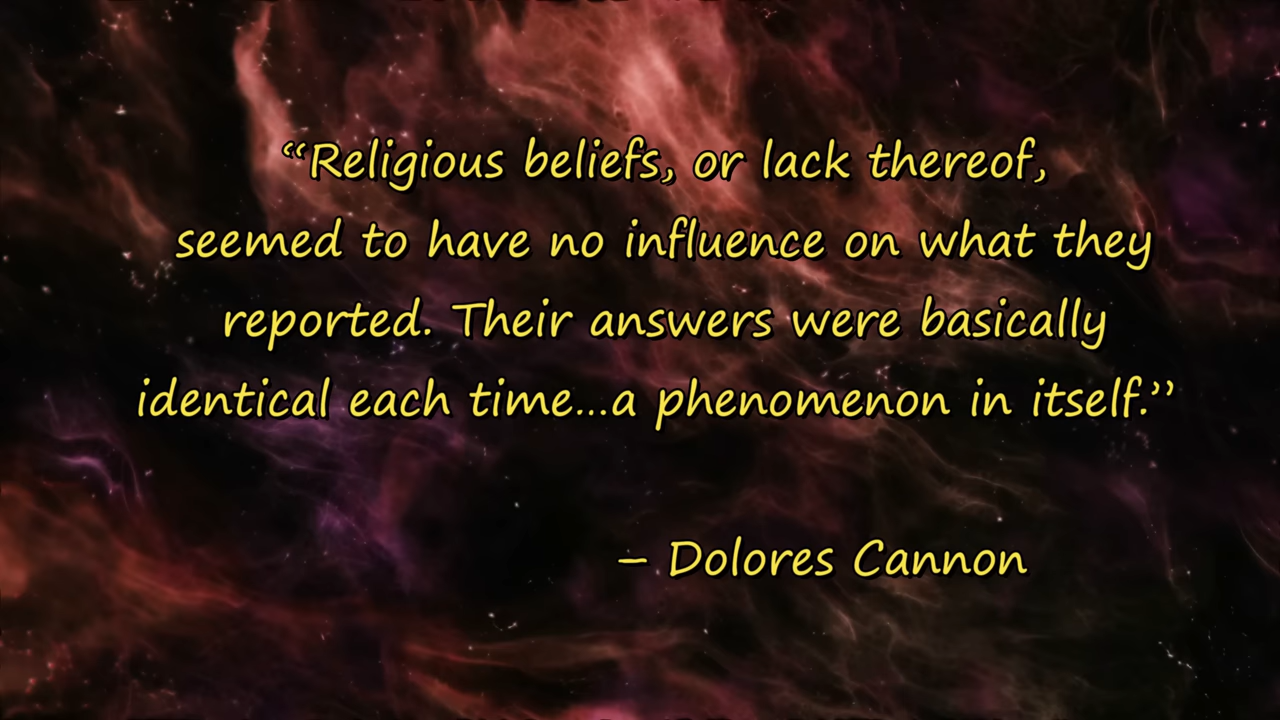 “Religious beliefs, or lack thereof,
seemed to have no influence on what they
reported. Their answers were basically
identical each time...a phenomenon in itself.”
– Dolores Cannon